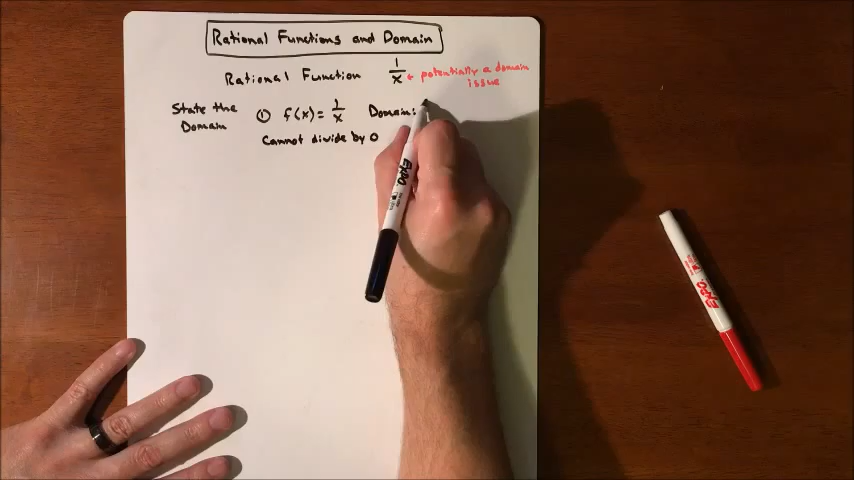 Rational Functions and Domain
Rational Function 1/x ← potentially a domain issue
State the Domain ① f(x) = 1/x Domain:
Cannot divide by 0
EXPO
EXPO